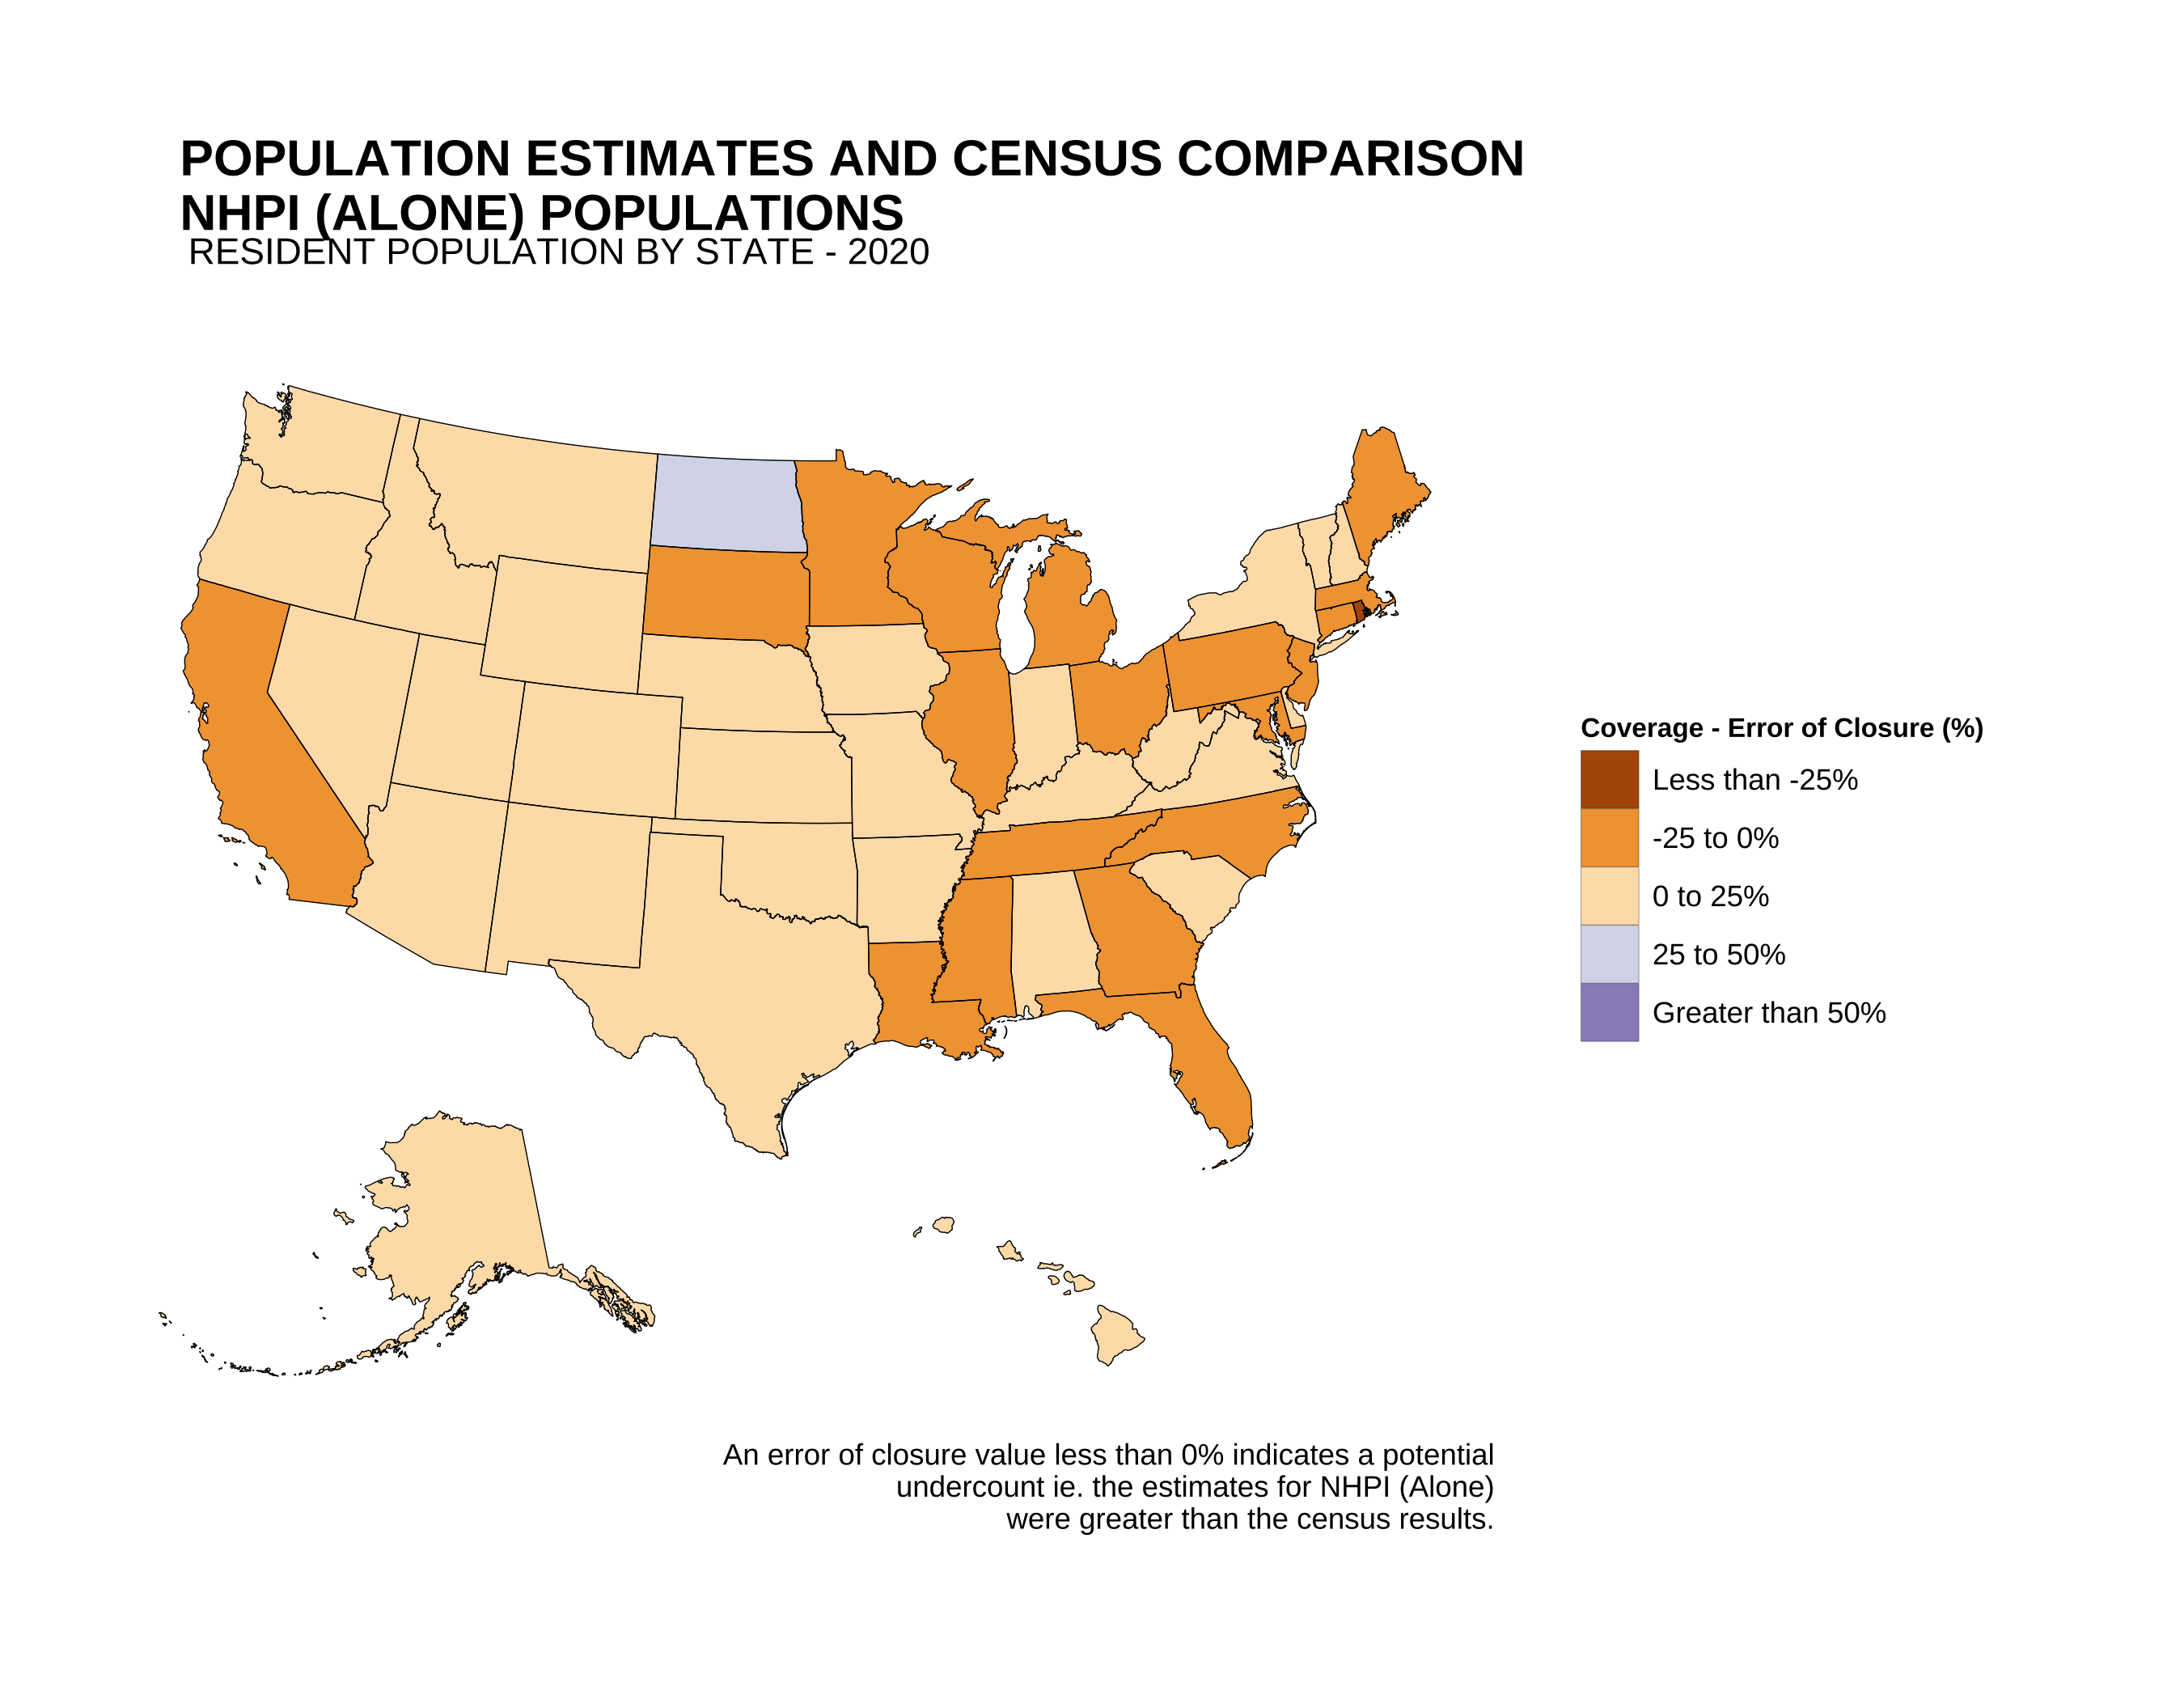 POPULATION ESTIMATES AND CENSUS COMPARISON
NHPI (ALONE) POPULATIONS
RESIDENT POPULATION BY STATE - 2020
Coverage - Error of Closure (%)
Less than -25%
-25 to 0%
0 to 25%
25 to 50%
Greater than 50%
An error of closure value less than 0% indicates a potential
undercount ie. the estimates for NHPI (Alone)
were greater than the census results.